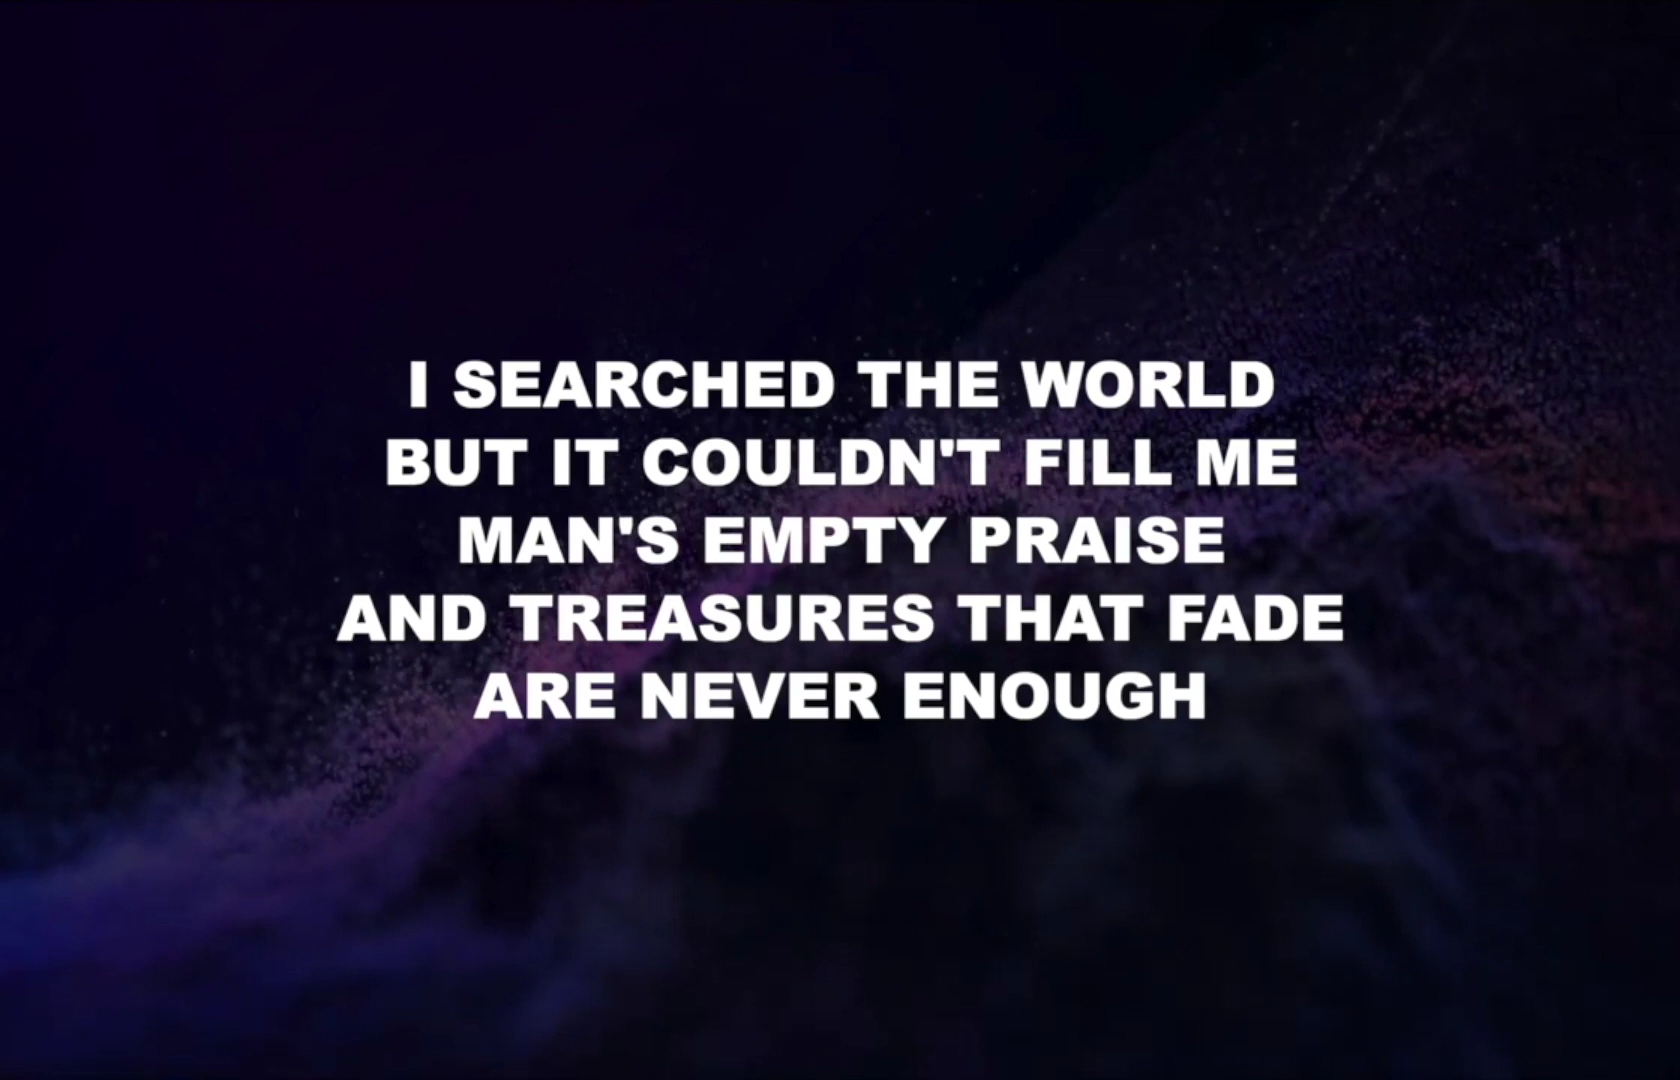 I SEARCHED THE WORLD
BUT IT COULDN'T FILL ME
MAN'S EMPTY PRAISE
AND TREASURES THAT FADE
ARE NEVER ENOUGH